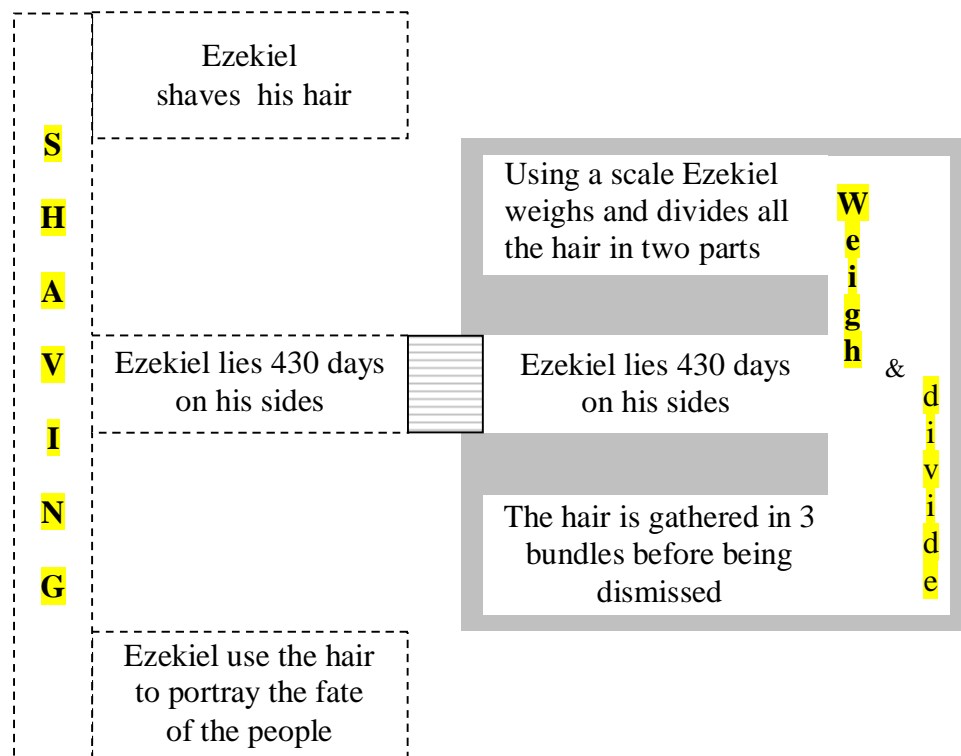 S
H
A
V
I
N
G
Ezekiel
shaves his hair
Ezekiel lies 430 days
on his sides
Ezekiel use the hair
to portray the fate
of the people
Using a scale Ezekiel
weighs and divides all
the hair in two parts
Ezekiel lies 430 days
on his sides
The hair is gathered in 3
bundles before being
dismissed
W
e
i
g
h
&
d
i
v
i
d
e